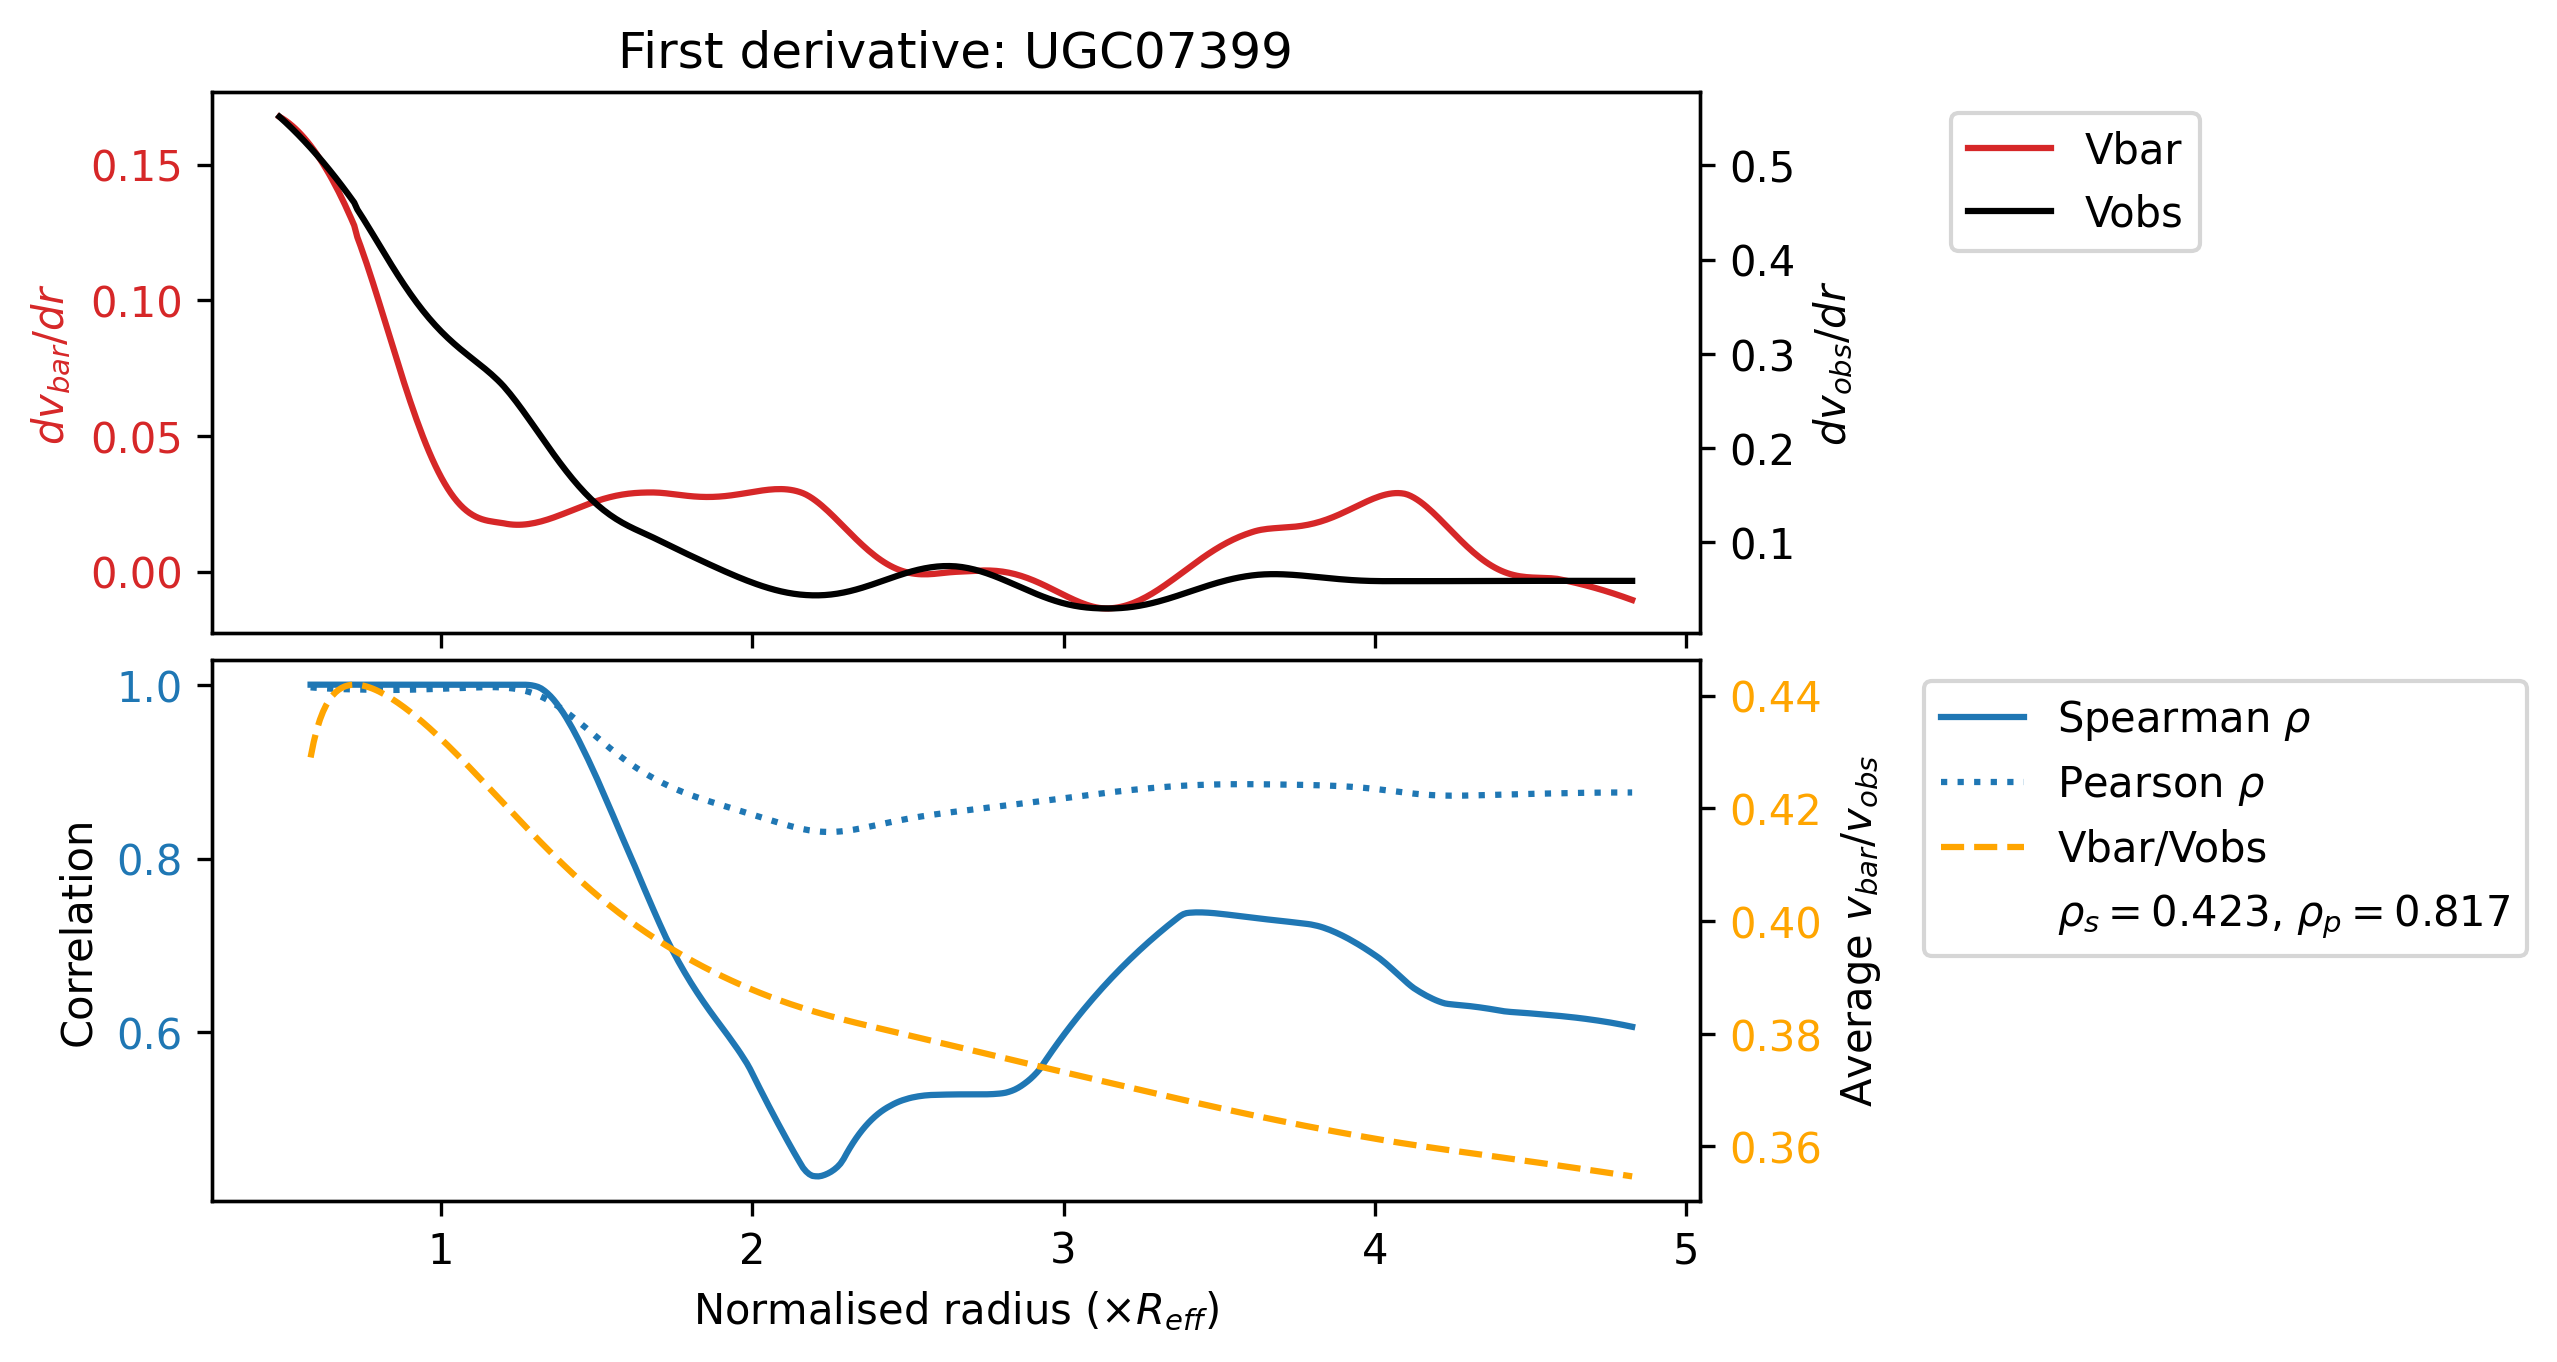 First derivative: UGC07399
0.15
0.10
0.05
0.00
dv_bar/dr
0.5
0.4
0.3
0.2
0.1
dv_obs/dr
Vbar
Vobs
1.0
0.8
0.6
Correlation
0.44
0.42
0.40
0.38
0.36
Average v_bar/v_obs
Spearman ρ
Pearson ρ
Vbar/Vobs
ρ_s = 0.423, ρ_p = 0.817
1 2 3 4 5
Normalised radius (×R_eff)